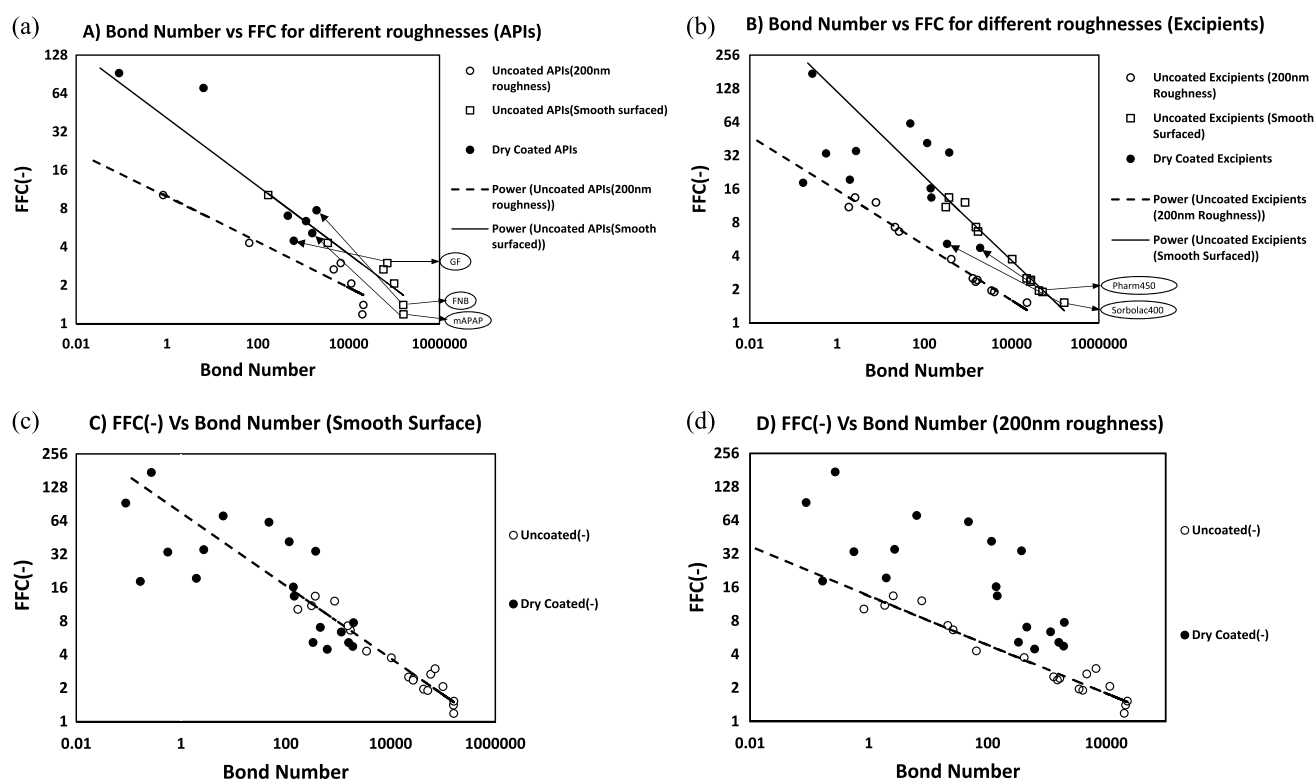 (a)
A) Bond Number vs FFC for different roughnesses (APIs)
128
64
32
16
8
4
2
1
FFC(-)
0.01
1
100
10000
1000000
Bond Number
Uncoated APIs(200nm
roughness)
Uncoated APIs(Smooth surfaced)
Dry Coated APIs
Power (Uncoated APIs(200nm
roughness))
Power (Uncoated APIs(Smooth
surfaced))
GF
FNB
mAPAP
(b)
B) Bond Number vs FFC for different roughnesses (Excipients)
256
128
64
32
16
8
4
2
1
FFC(-)
0.01
1
100
10000
1000000
Bond Number
Uncoated Excipients (200nm
Roughness)
Uncoated Excipients (Smooth
Surfaced)
Dry Coated Excipients
Power (Uncoated Excipients
(200nm Roughness))
Power (Uncoated Excipients
(Smooth Surfaced))
Pharm450
Sorbolac400
(c)
C) FFC(-) Vs Bond Number (Smooth Surface)
256
128
64
32
16
8
4
2
1
FFC(-)
0.01
1
100
10000
1000000
Bond Number
Uncoated(-)
Dry Coated(-)
(d)
D) FFC(-) Vs Bond Number (200nm roughness)
256
128
64
32
16
8
4
2
1
FFC(-)
0.01
1
100
10000
Bond Number
Uncoated(-)
Dry Coated(-)